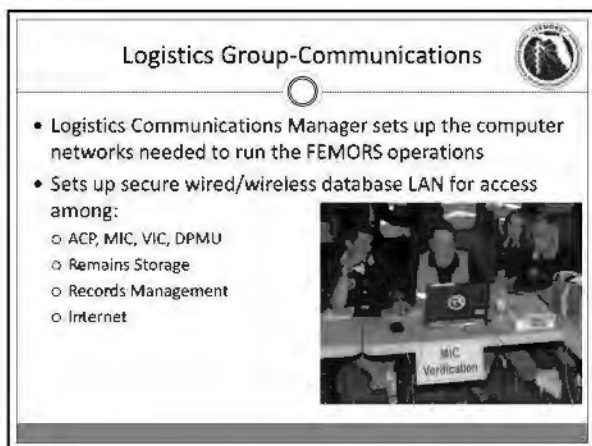 Logistics Group-Communications
FEMORS
• Logistics Communications Manager sets up the computer
networks needed to run the FEMORS operations
• Sets up secure wired/wireless database LAN for access
among:
○ ACP, MIC, VIC, DPMU
○ Remains Storage
○ Records Management
○ Internet
MIC
Verification